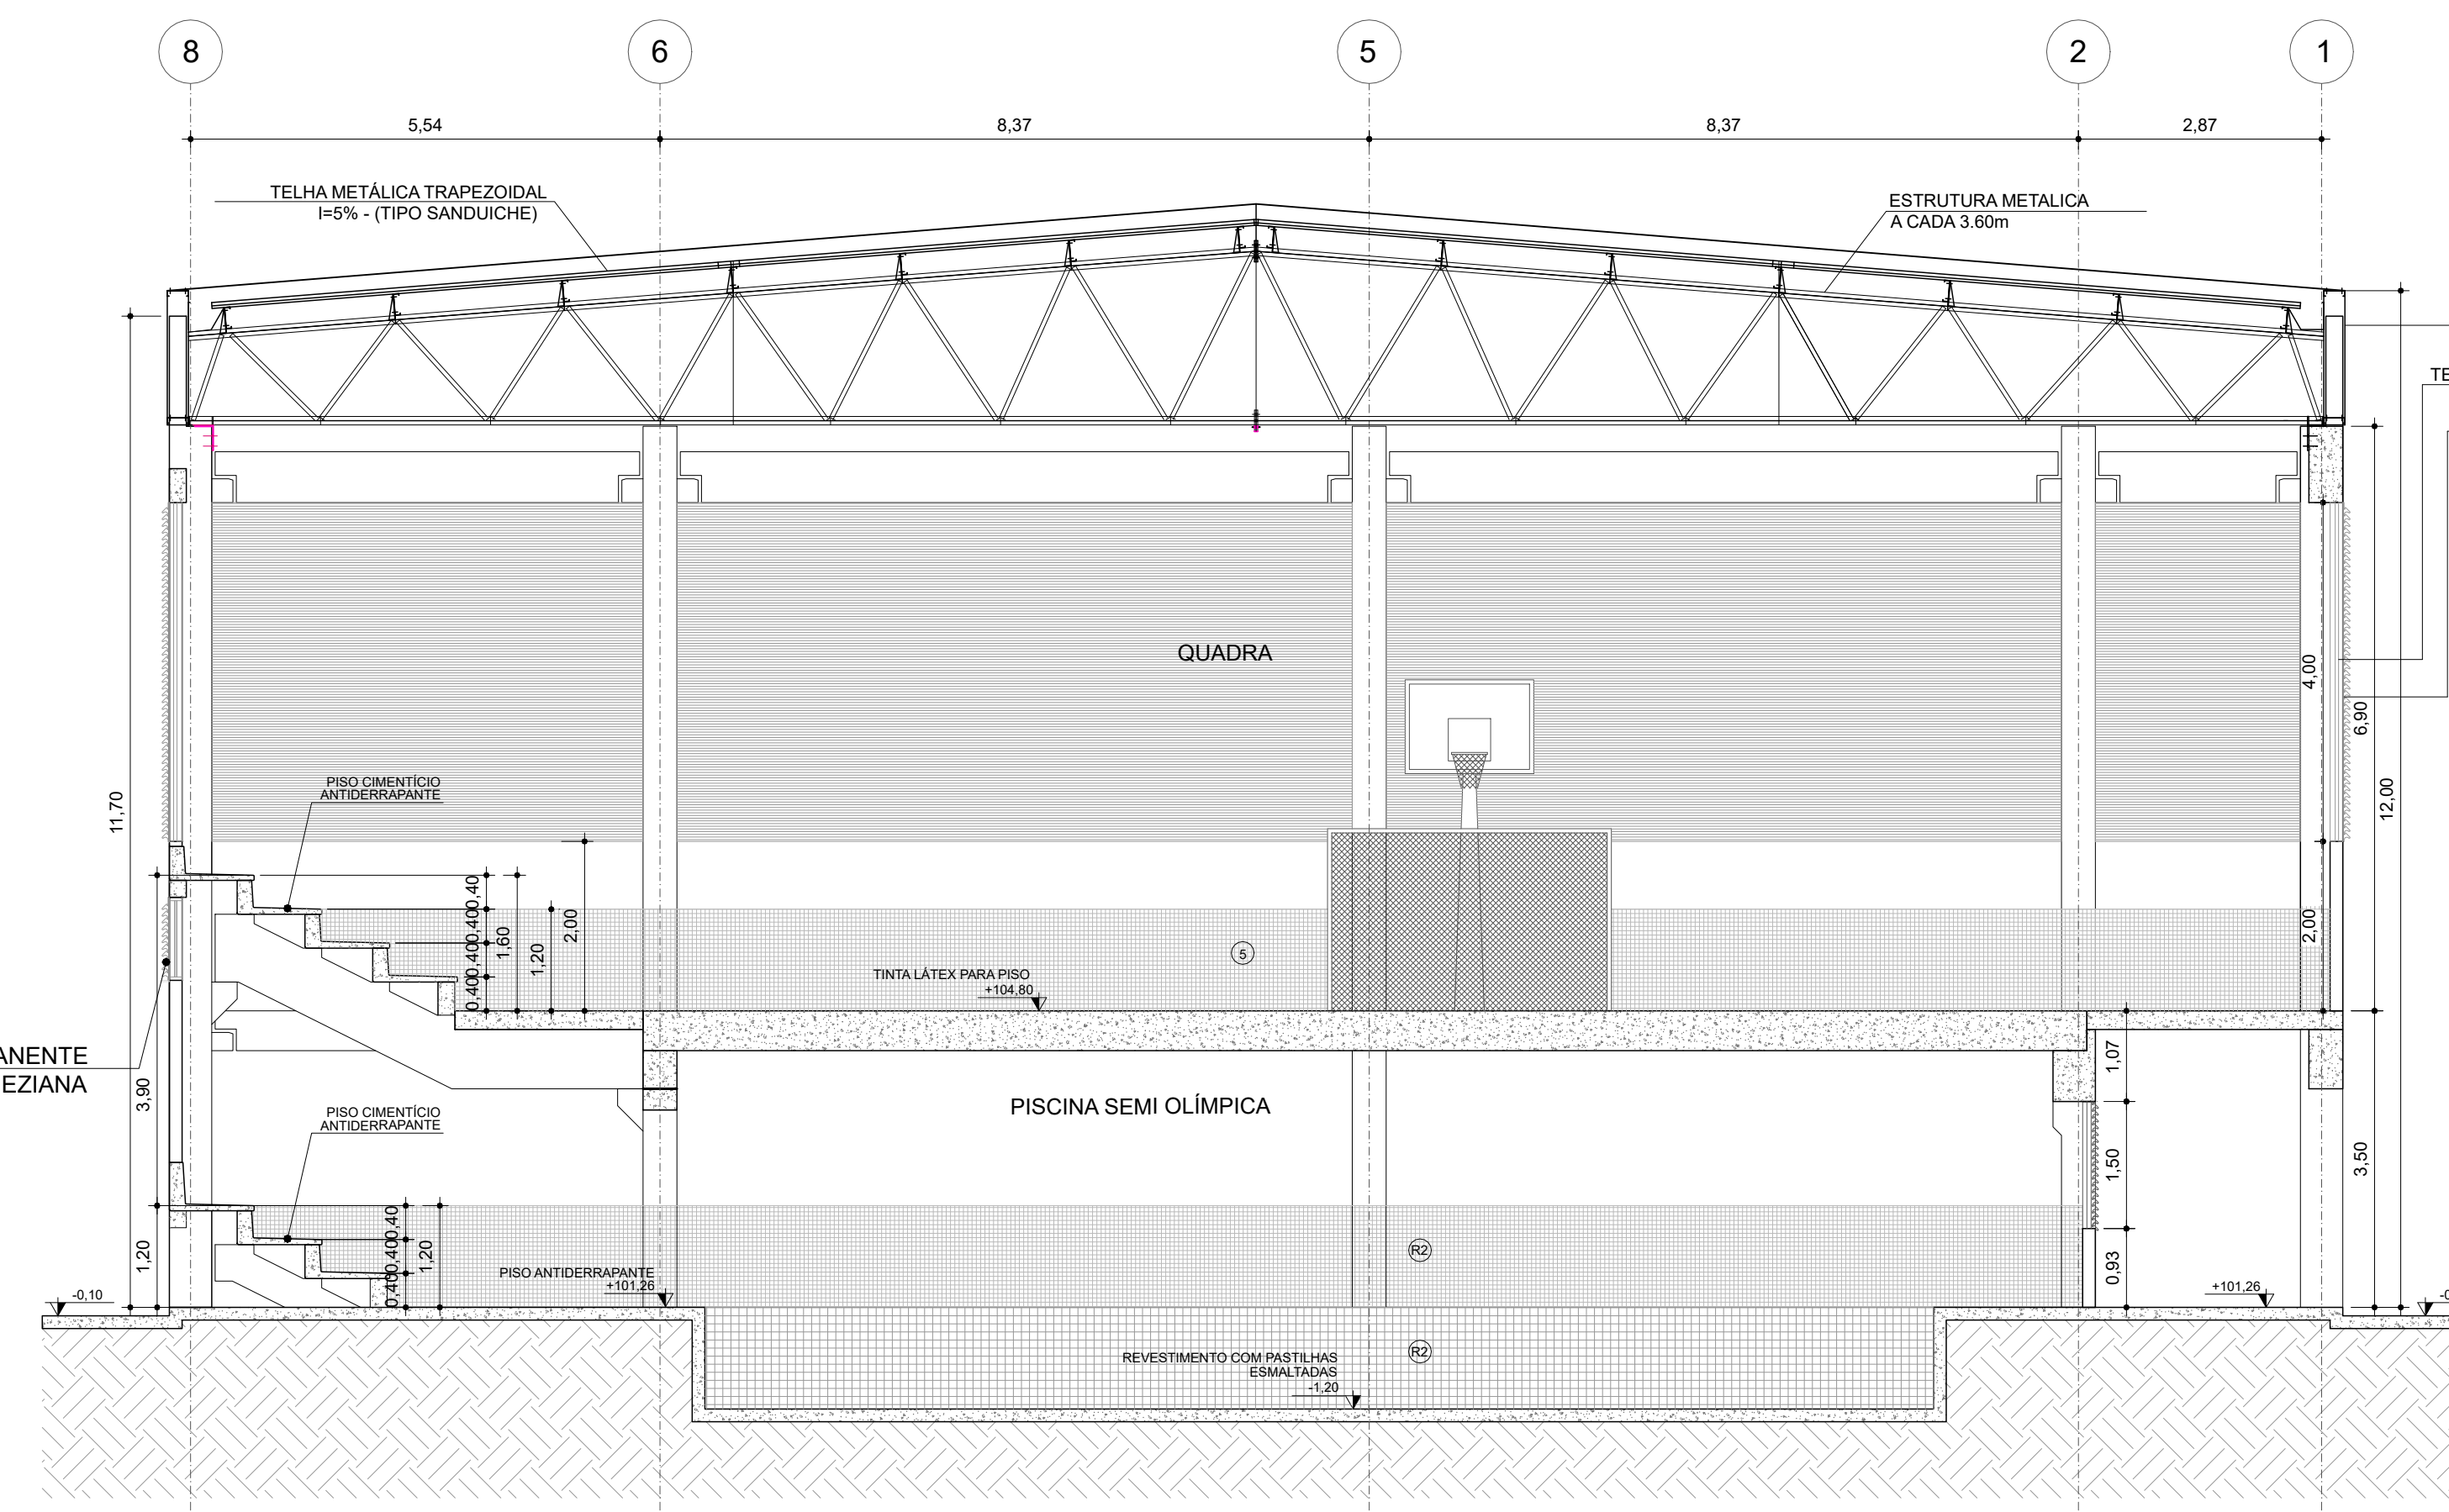 8 6 5 2 1
5,54 8,37 8,37 2,87
TELHA METÁLICA TRAPEZOIDAL
I=5% - (TIPO SANDUICHE)
ESTRUTURA METALICA
A CADA 3.60m
TE
QUADRA
4,00
6,90
12,00
11,70
PISO CIMENTÍCIO
ANTIDERRAPANTE
0,40
0,40
0,40
0,40
1,60
1,20
2,00
2,00
5
TINTA LÁTEX PARA PISO
+104,80
ANENTE
EZIANA
3,90
PISO CIMENTÍCIO
ANTIDERRAPANTE
PISCINA SEMI OLÍMPICA
1,07
1,50
3,50
0,93
1,20
0,40
0,40
0,40
1,20
R2
PISO ANTIDERRAPANTE
+101,26
+101,26
-0,10
-0
REVESTIMENTO COM PASTILHAS
ESMALTADAS
-1,20
R2